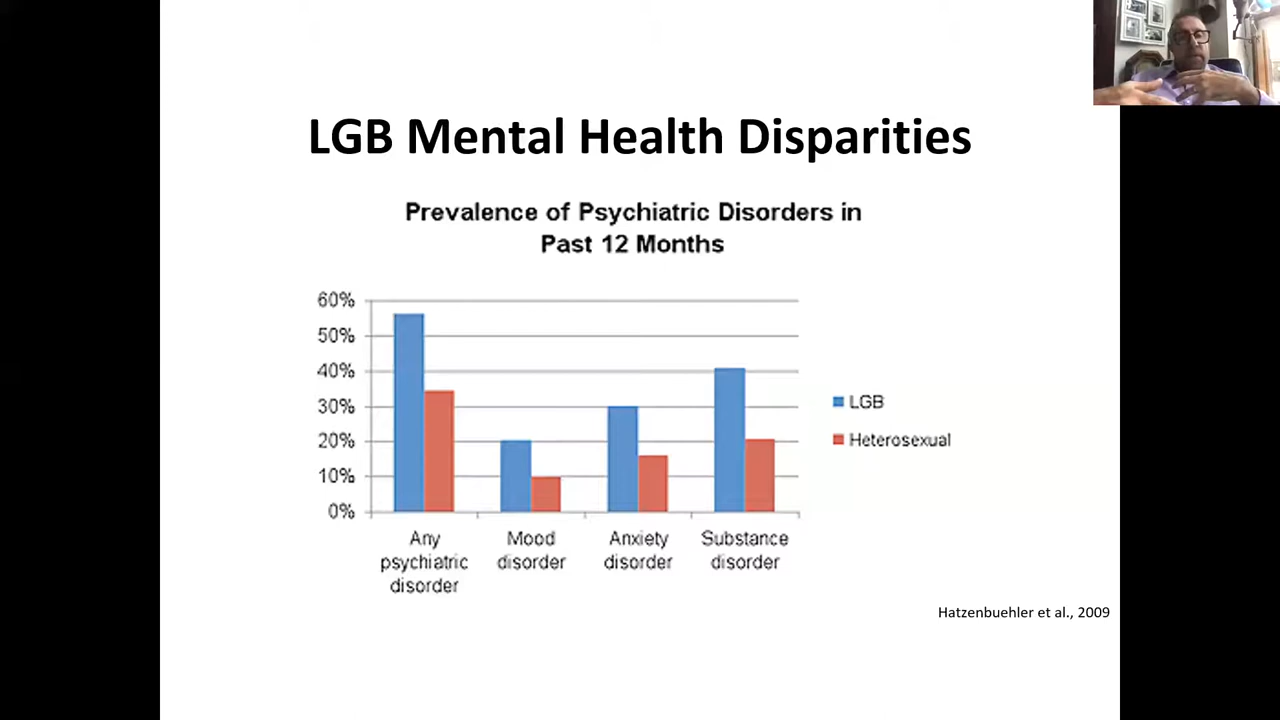 LGB Mental Health Disparities
Prevalence of Psychiatric Disorders in
Past 12 Months
60%
50%
40%
30%
20%
10%
0%
Any
psychiatric
disorder
Mood
disorder
Anxiety
disorder
Substance
disorder
LGB
Heterosexual
Hatzenbuehler et al., 2009